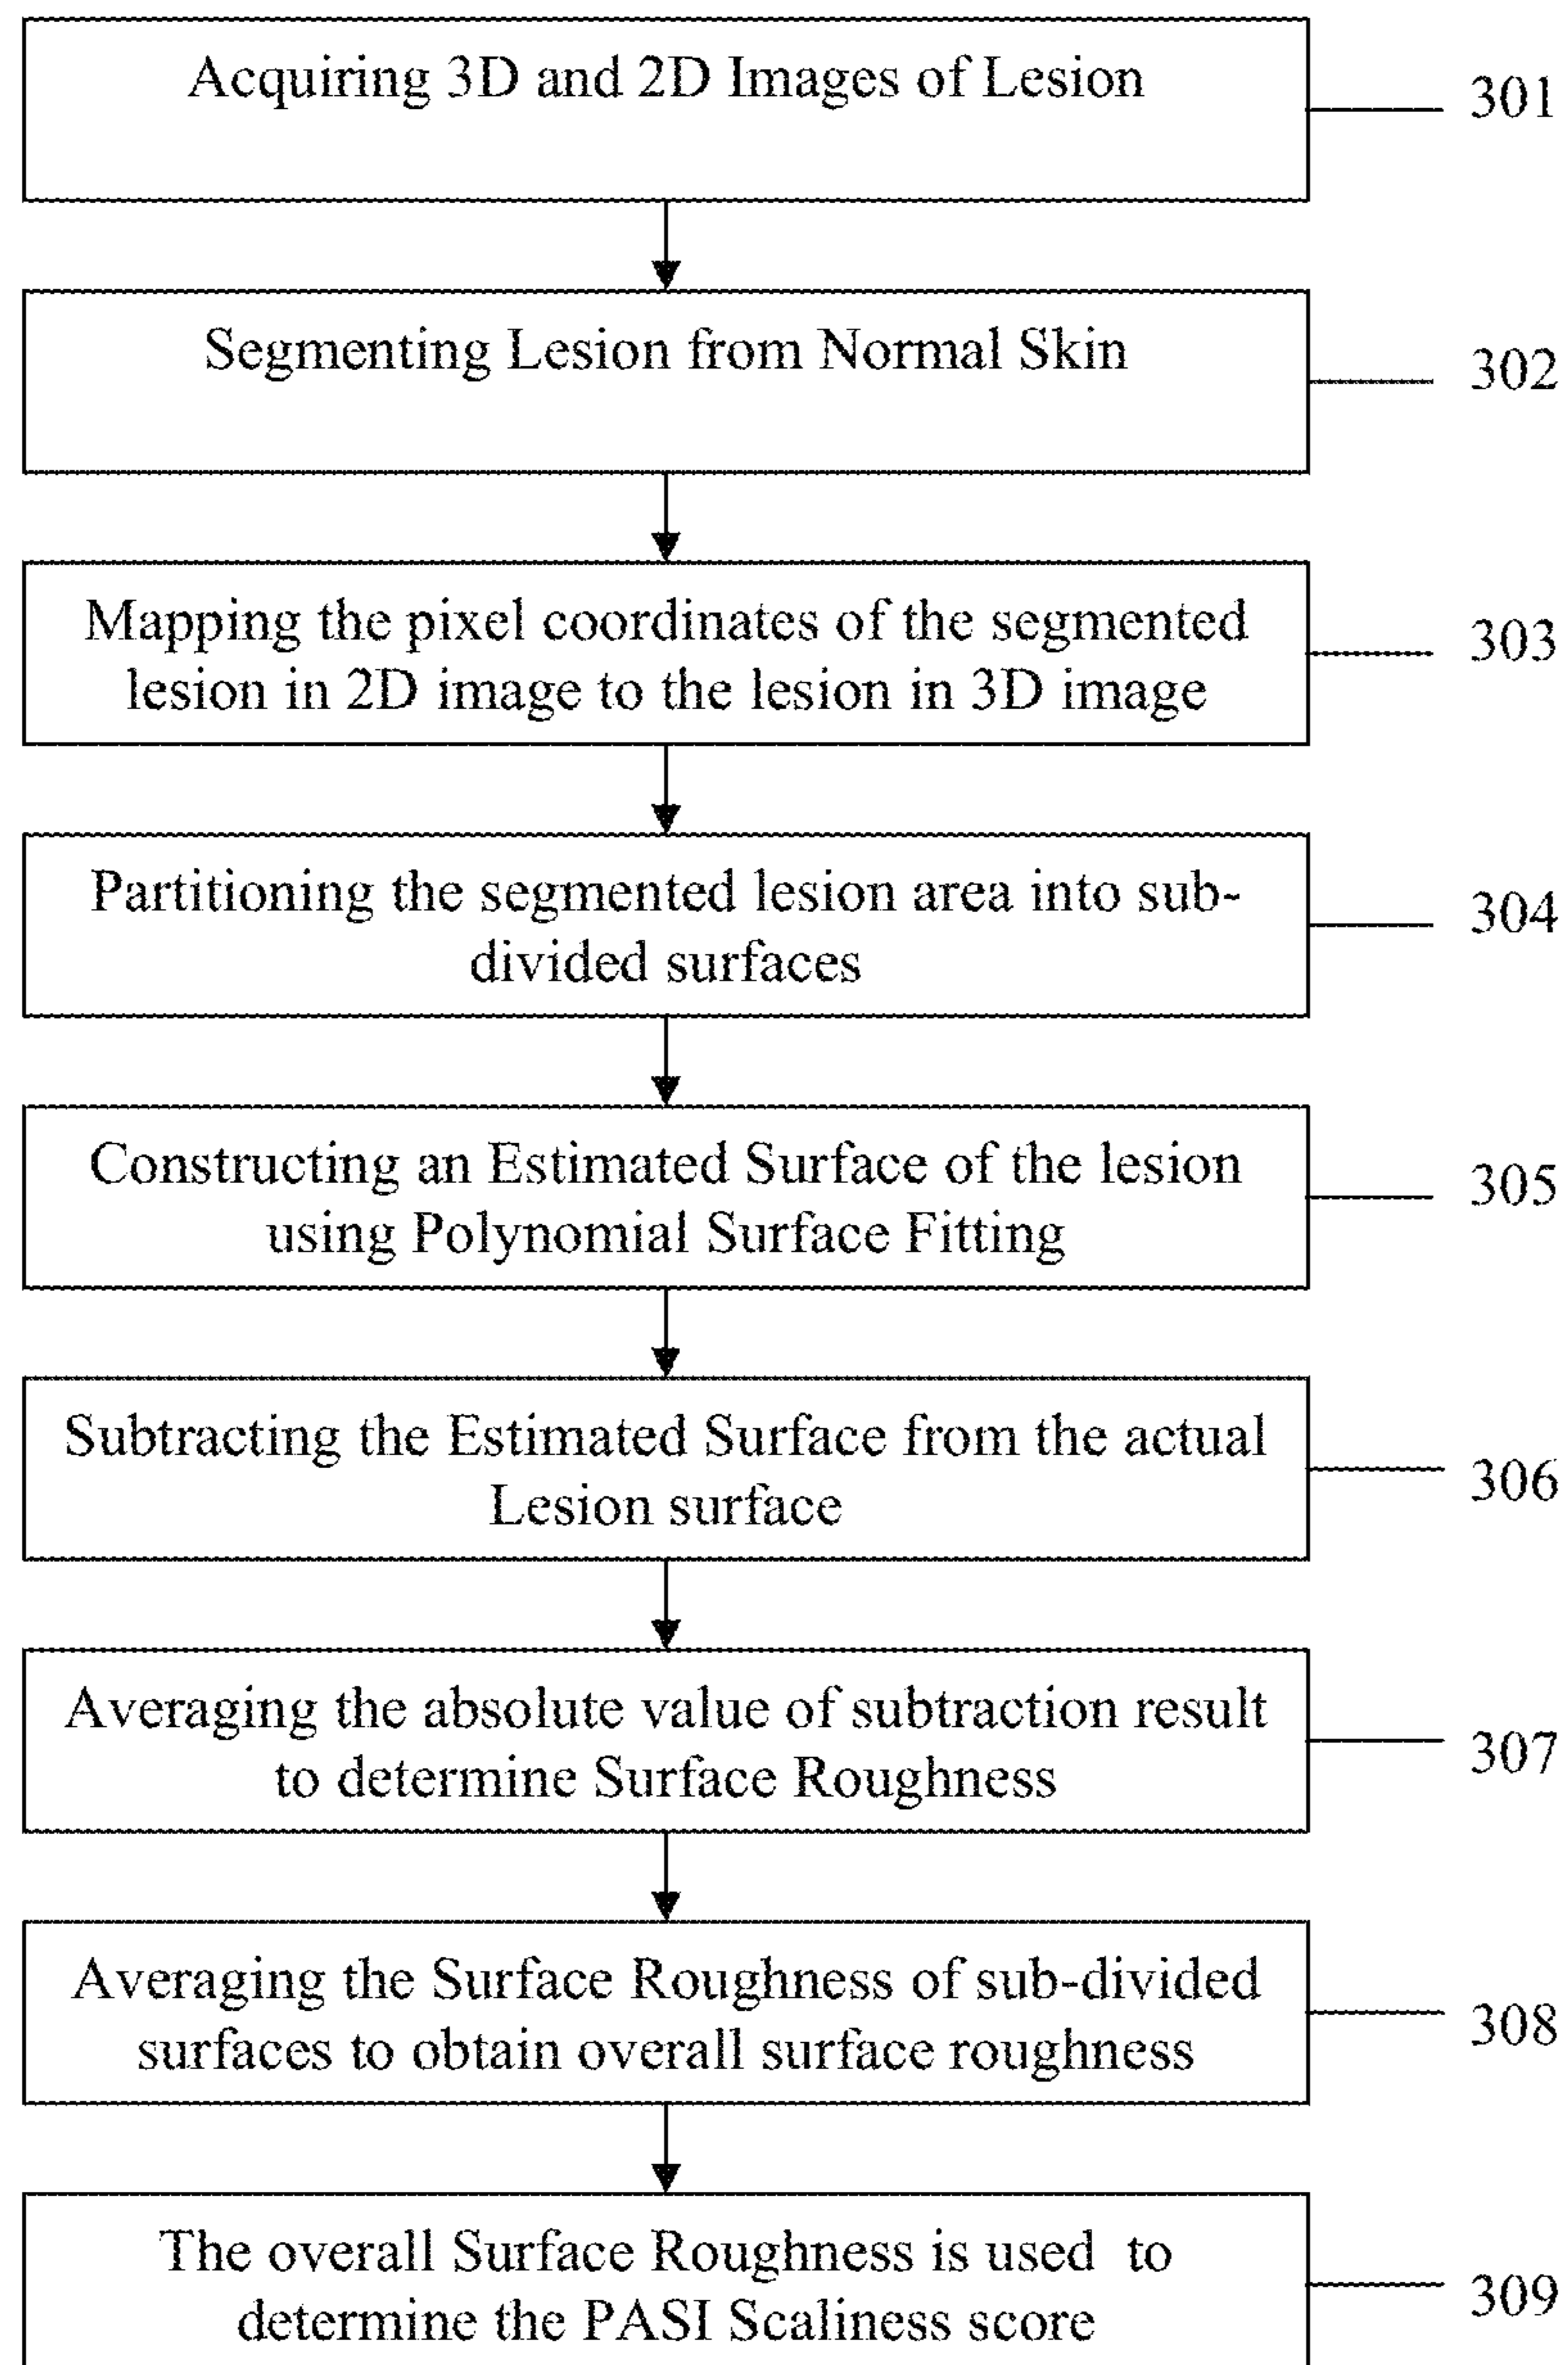 Acquiring 3D and 2D Images of Lesion
301
Segmenting Lesion from Normal Skin
302
Mapping the pixel coordinates of the segmented
lesion in 2D image to the lesion in 3D image
303
Partitioning the segmented lesion area into sub-
divided surfaces
304
Constructing an Estimated Surface of the lesion
using Polynomial Surface Fitting
305
Subtracting the Estimated Surface from the actual
Lesion surface
306
Averaging the absolute value of subtraction result
to determine Surface Roughness
307
Averaging the Surface Roughness of sub-divided
surfaces to obtain overall surface roughness
308
The overall Surface Roughness is used to
determine the PASI Scaliness score
309